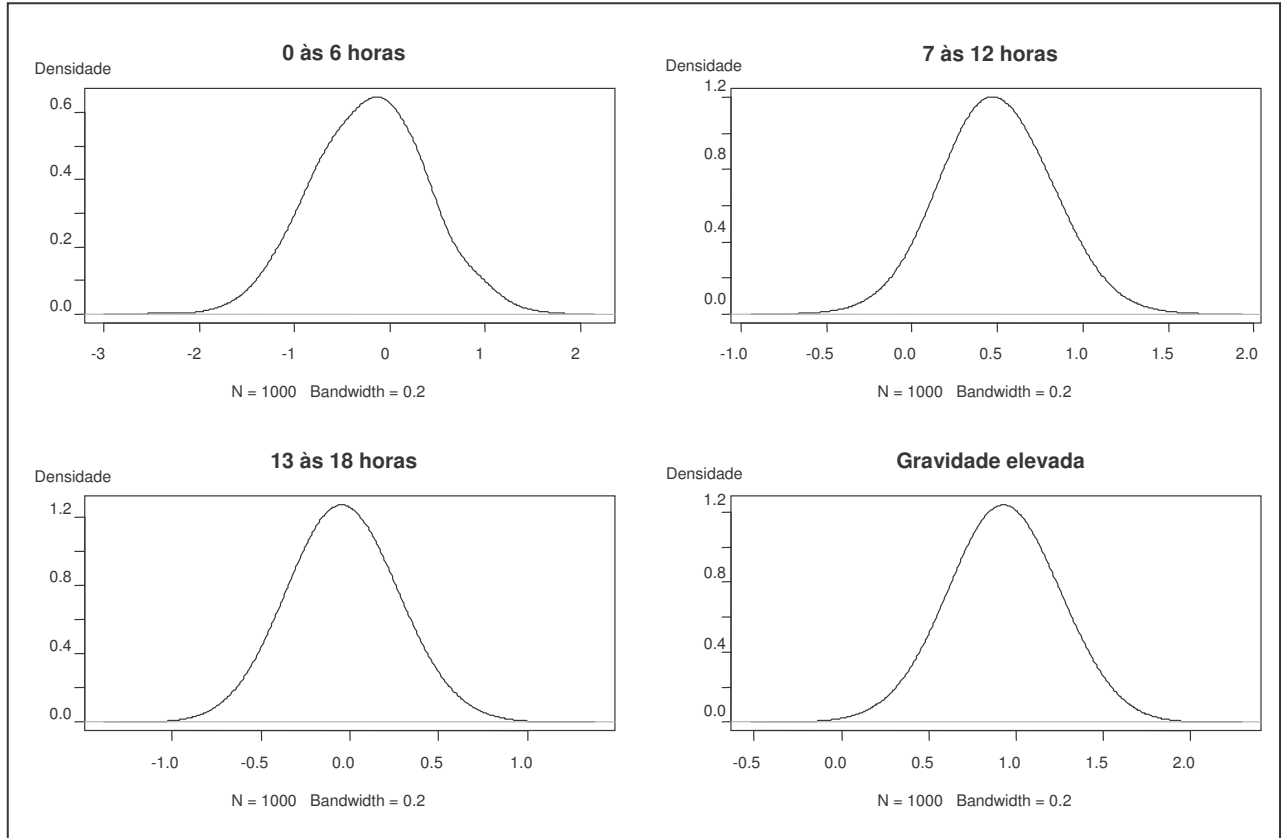 0 às 6 horas
Densidade
0.6
0.4
0.2
0.0
-3 -2 -1 0 1 2
N = 1000 Bandwidth = 0.2
7 às 12 horas
Densidade
1.2
0.8
0.4
0.0
-1.0 -0.5 0.0 0.5 1.0 1.5 2.0
N = 1000 Bandwidth = 0.2
13 às 18 horas
Densidade
1.2
0.8
0.4
0.0
-1.0 -0.5 0.0 0.5 1.0
N = 1000 Bandwidth = 0.2
Gravidade elevada
Densidade
1.2
0.8
0.4
0.0
-0.5 0.0 0.5 1.0 1.5 2.0
N = 1000 Bandwidth = 0.2